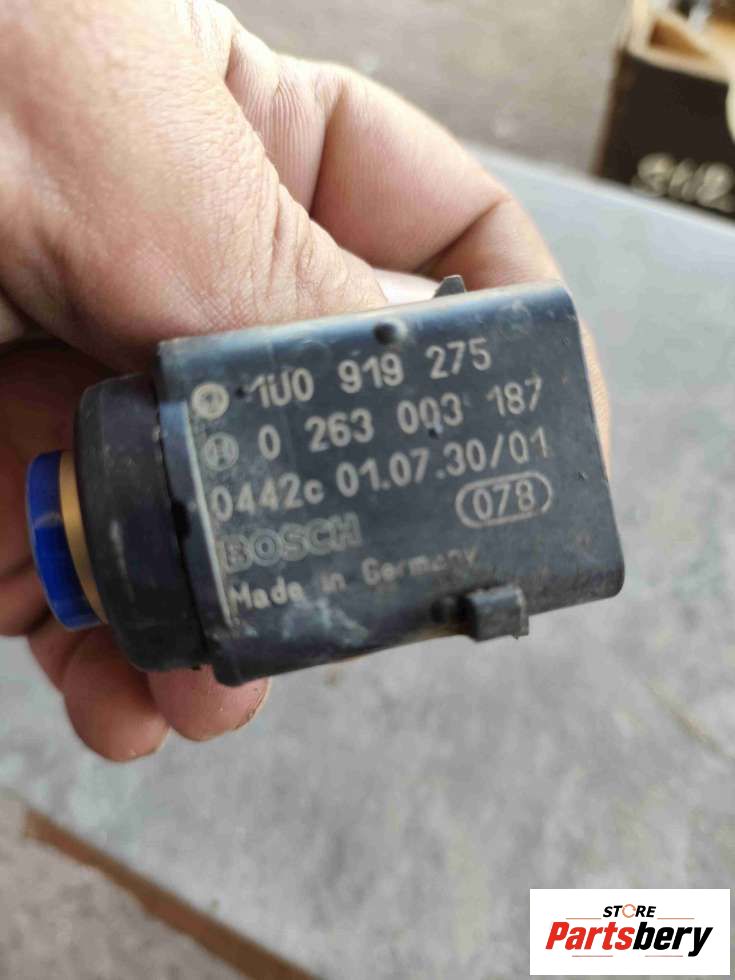 1U0 919 275
0 263 003 187
0442c 01.07.30/01
078
BOSCH
Made in Germany
STORE
Partsbery